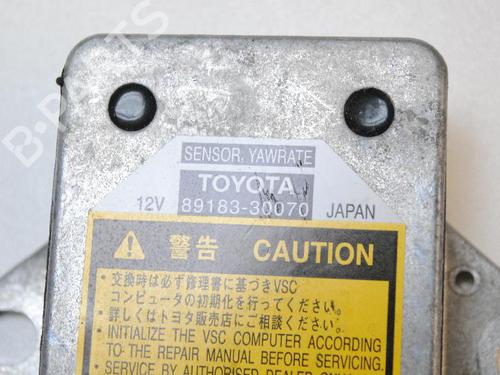 B-PARTS
SENSOR, YAWRATE
TOYOTA
12V 89183-30070 JAPAN
警告 CAUTION
・交換時は必ず修理書に基づきVSC
コンピュータの初期化を行ってください。
・詳しくはトヨタ販売店にご相談ください。
・INITIALIZE THE VSC COMPUTER ACCORDING
TO THE REPAIR MANUAL BEFORE SERVICING.
・SERVICE BY AUTHORISED DEALER ONLY